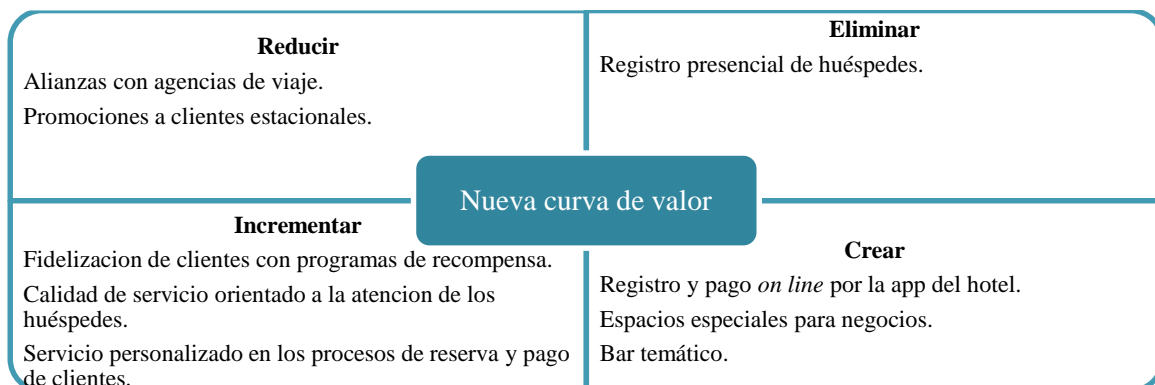 Reducir
Alianzas con agencias de viaje.
Promociones a clientes estacionales.
Eliminar
Registro presencial de huéspedes.
Nueva curva de valor
Incrementar
Fidelizacion de clientes con programas de recompensa.
Calidad de servicio orientado a la atencion de los
huéspedes.
Servicio personalizado en los procesos de reserva y pago
de clientes.
Crear
Registro y pago on line por la app del hotel.
Espacios especiales para negocios.
Bar temático.